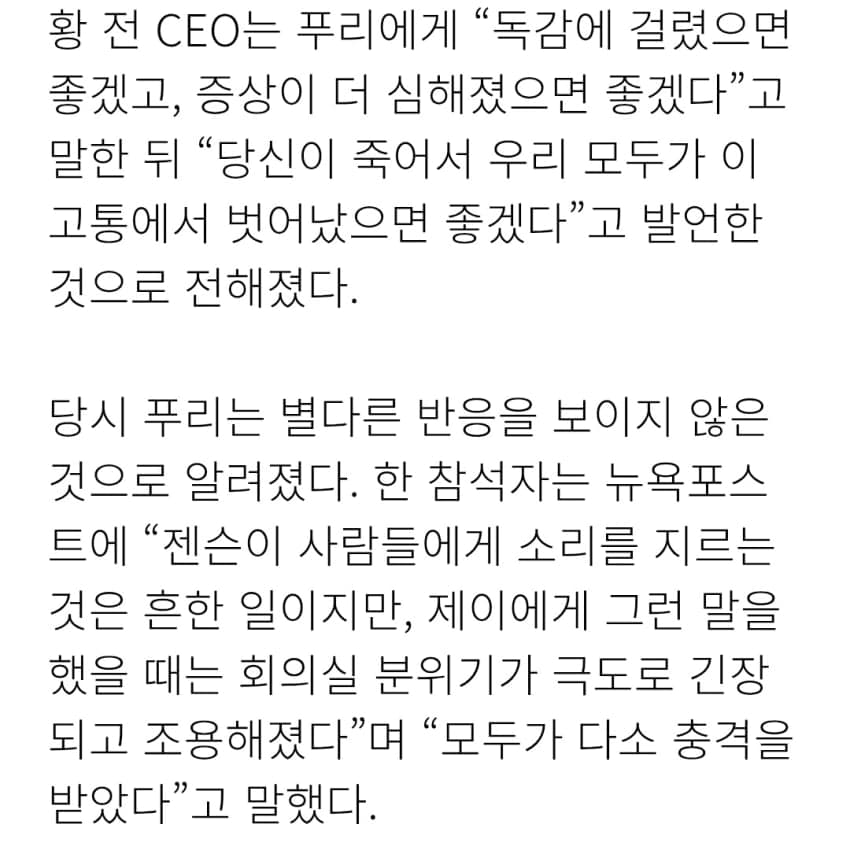 황 전 CEO는 푸리에게 “독감에 걸렸으면
좋겠고, 증상이 더 심해졌으면 좋겠다”고
말한 뒤 “당신이 죽어서 우리 모두가 이
고통에서 벗어났으면 좋겠다”고 발언한
것으로 전해졌다.
당시 푸리는 별다른 반응을 보이지 않은
것으로 알려졌다. 한 참석자는 뉴욕포스
트에 “젠슨이 사람들에게 소리를 지르는
것은 흔한 일이지만, 제이에게 그런 말을
했을 때는 회의실 분위기가 극도로 긴장
되고 조용해졌다”며 “모두가 다소 충격을
받았다”고 말했다.